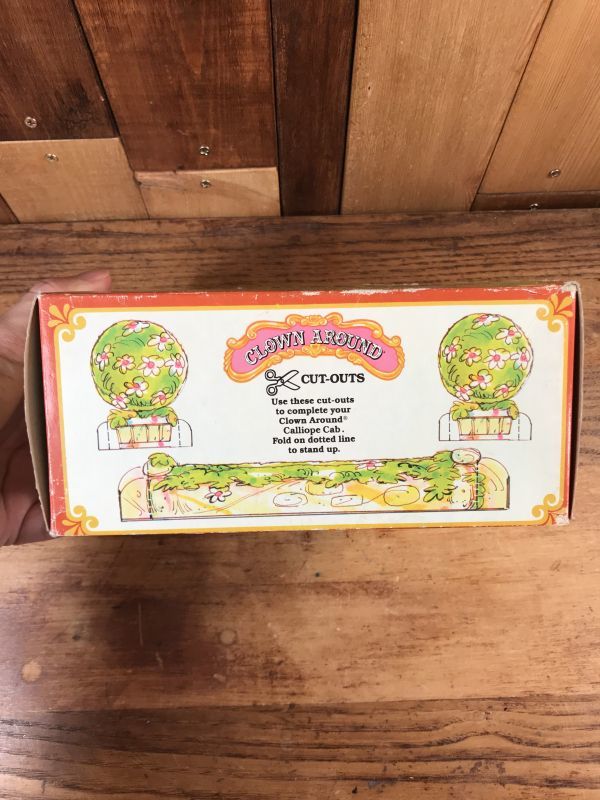 CLOWN AROUND
CUT-OUTS
Use these cut-outs
to complete your
Clown Around®
Calliope Cab.
Fold on dotted line
to stand up.